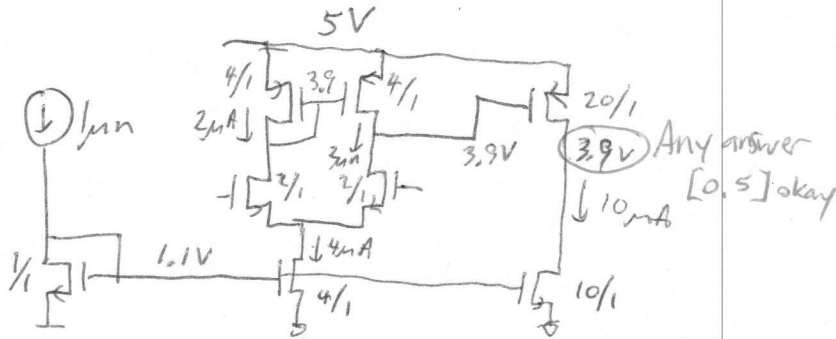 5V
4/1 3.9 4/1 20/1
1μA
2μA 3μA 3.9V 3.9V Any answer
[0.5] okay
2/1 2/1 10μA
1.1V 4μA
1/1 4/1 10/1